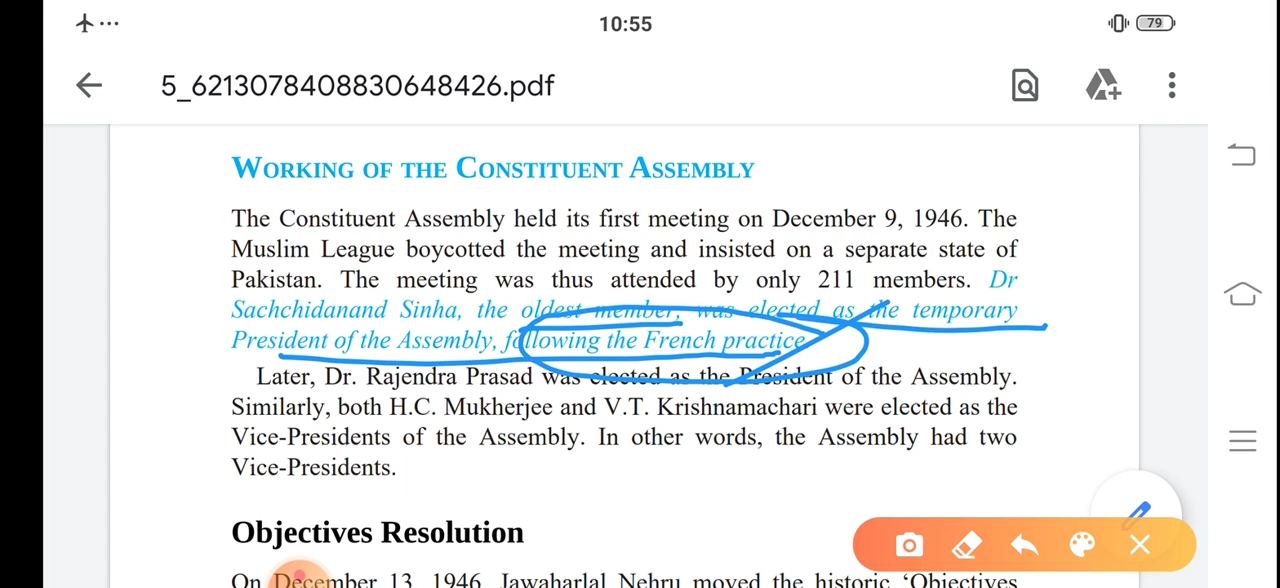 10:55
79
5_6213078408830648426.pdf
WORKING OF THE CONSTITUENT ASSEMBLY
The Constituent Assembly held its first meeting on December 9, 1946. The
Muslim League boycotted the meeting and insisted on a separate state of
Pakistan. The meeting was thus attended by only 211 members. Dr
Sachchidanand Sinha, the oldest member, was elected as the temporary
President of the Assembly, following the French practice.
Later, Dr. Rajendra Prasad was elected as the President of the Assembly.
Similarly, both H.C. Mukherjee and V.T. Krishnamachari were elected as the
Vice-Presidents of the Assembly. In other words, the Assembly had two
Vice-Presidents.
Objectives Resolution
On December 13, 1946, Jawaharlal Nehru moved the historic ‘Objectives